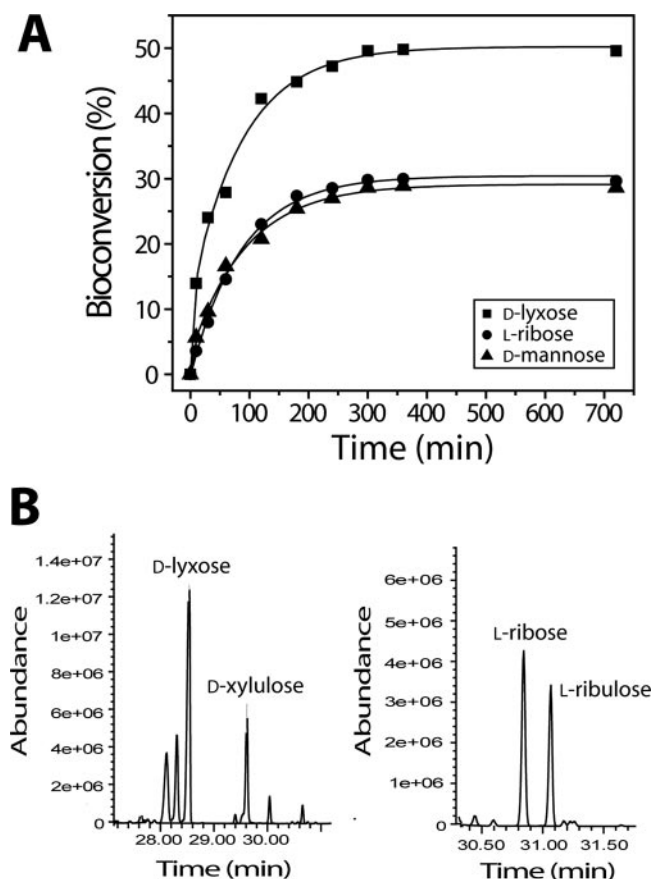 A
Bioconversion (%)
50
40
30
20
10
0
D-lyxose
L-ribose
D-mannose
0 100 200 300 400 500 600 700
Time (min)
B
Abundance
1.4e+07
1.2e+07
1e+07
8e+06
6e+06
4e+06
2e+06
0
D-lyxose
D-xylulose
28.00 29.00 30.00
Time (min)
Abundance
6e+06
5e+06
4e+06
3e+06
2e+06
1e+06
0
L-ribose
L-ribulose
30.50 31.00 31.50
Time (min)